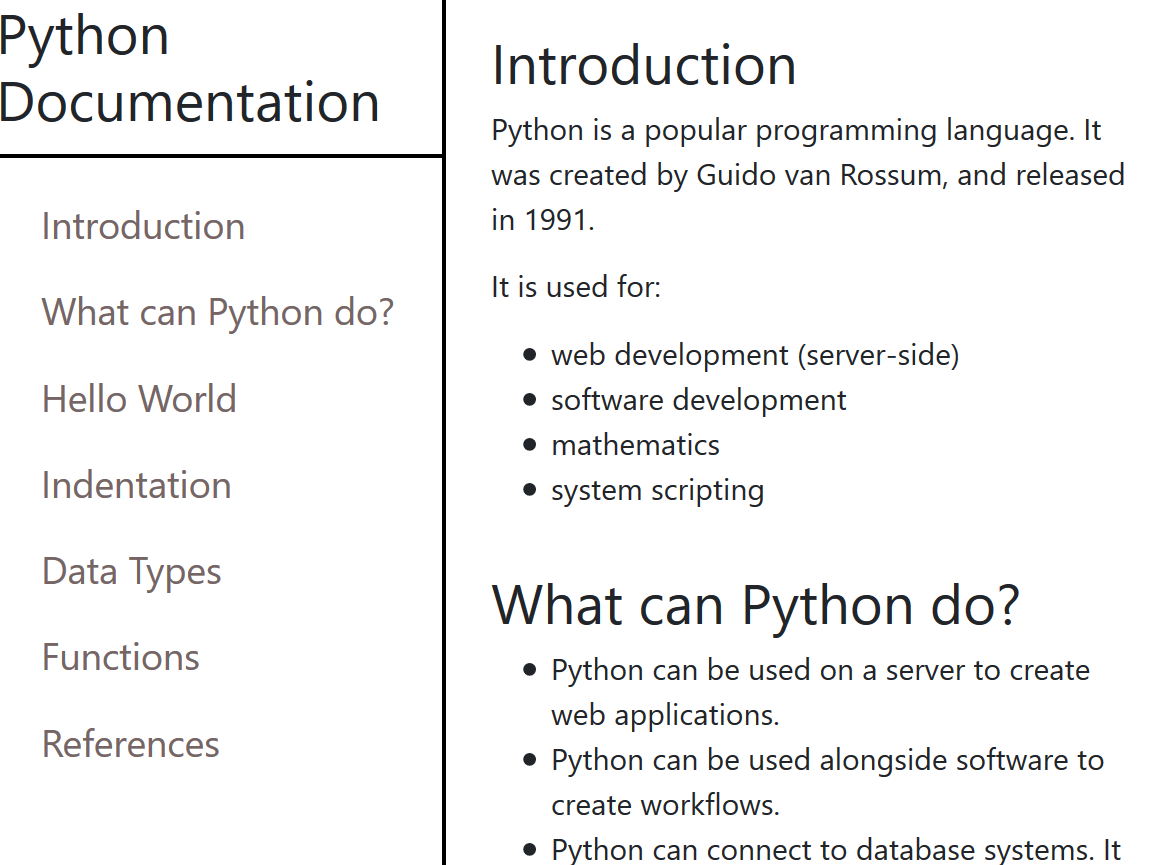 Python
Documentation
Introduction
What can Python do?
Hello World
Indentation
Data Types
Functions
References
Introduction
Python is a popular programming language. It
was created by Guido van Rossum, and released
in 1991.
It is used for:
web development (server-side)
software development
mathematics
system scripting
What can Python do?
Python can be used on a server to create
web applications.
Python can be used alongside software to
create workflows.
Python can connect to database systems. It